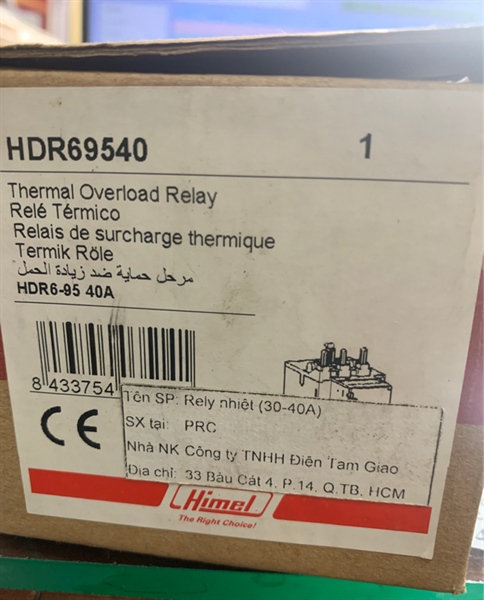 HDR69540 1
Thermal Overload Relay
Relé Térmico
Relais de surcharge thermique
Termik Röle
مرحل حماية ضد زيادة الحمل
HDR6-95 40A
8 433754
Tên SP: Rely nhiệt (30-40A)
SX tại: PRC
Nhà NK Công ty TNHH Điện Tam Giao
Địa chỉ: 33 Bàu Cát 4, P.14, Q.TB, HCM
CE
Himel
The Right Choice!